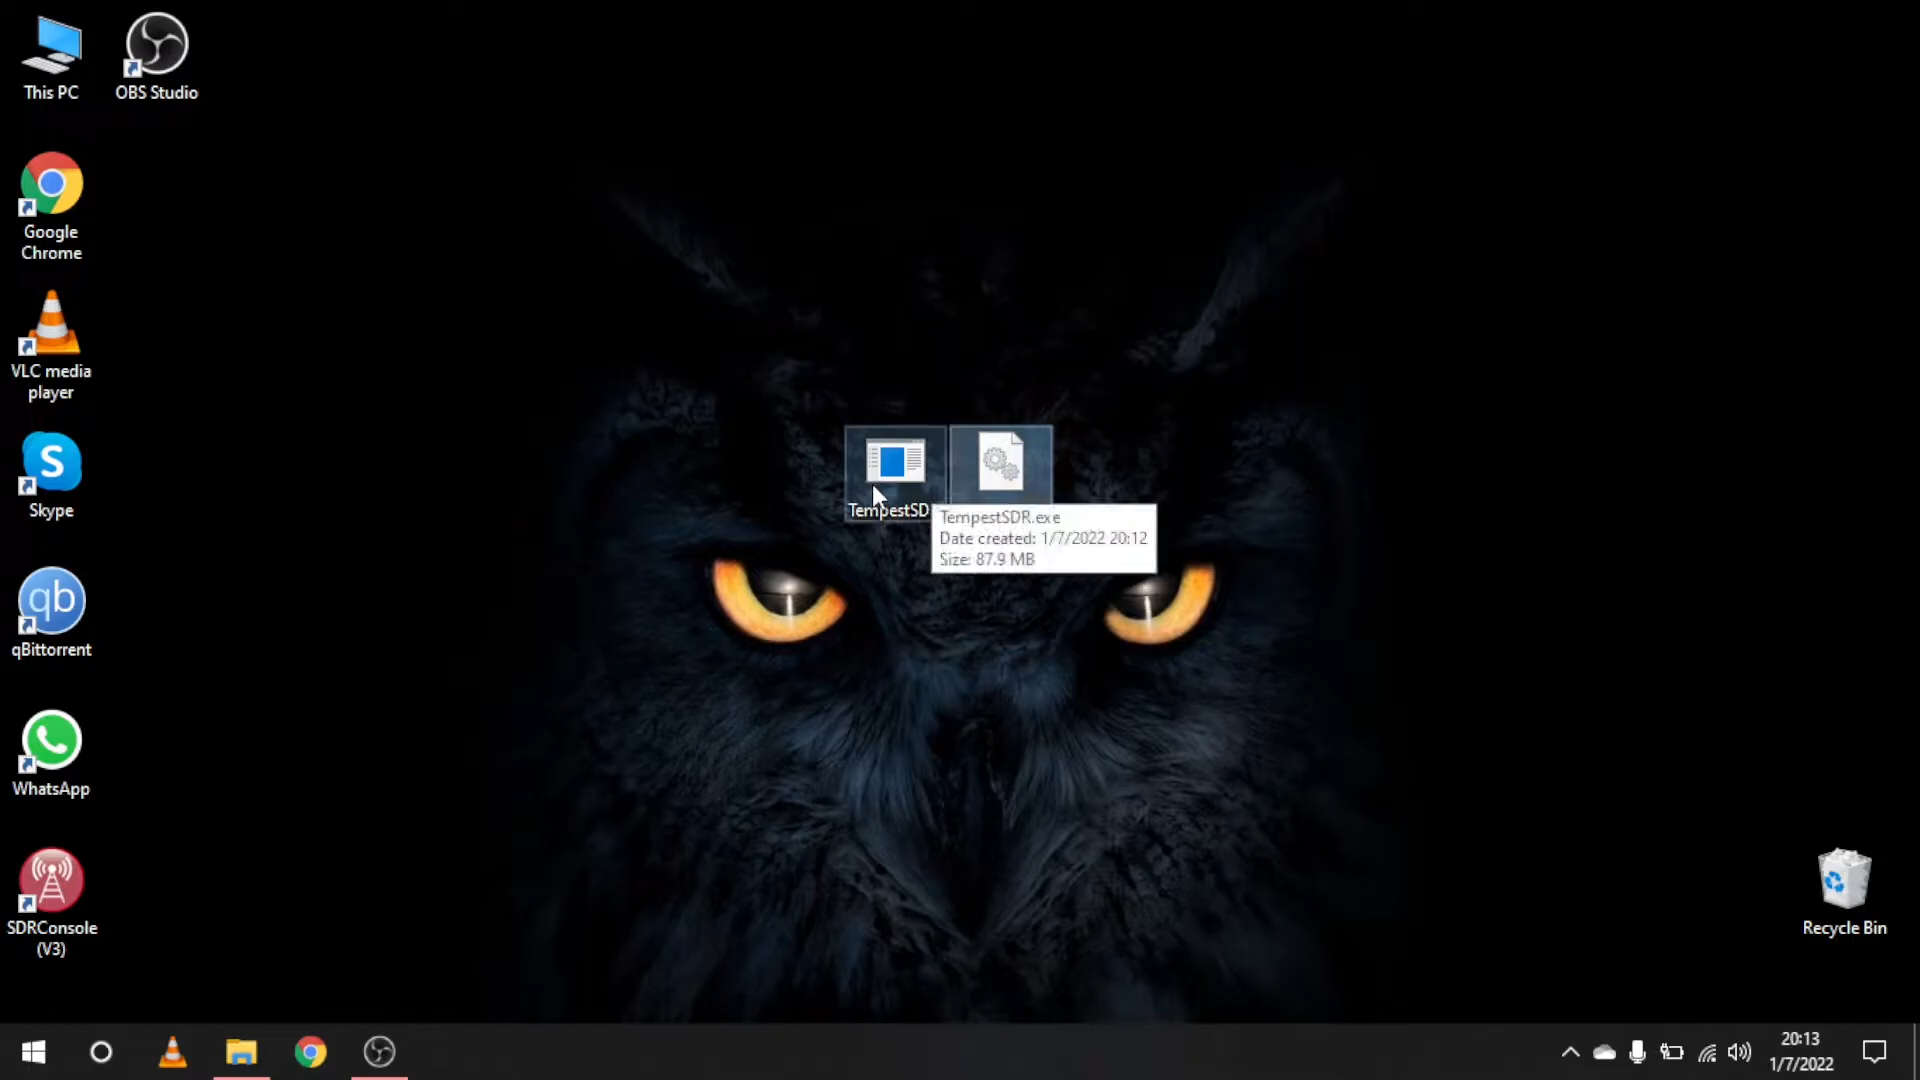 This PC
OBS Studio
Google
Chrome
VLC media
player
Skype
qBittorrent
WhatsApp
SDRConsole
(V3)
TempestSD
TempestSDR.exe
Date created: 1/7/2022 20:12
Size: 87.9 MB
Recycle Bin
20:13
1/7/2022